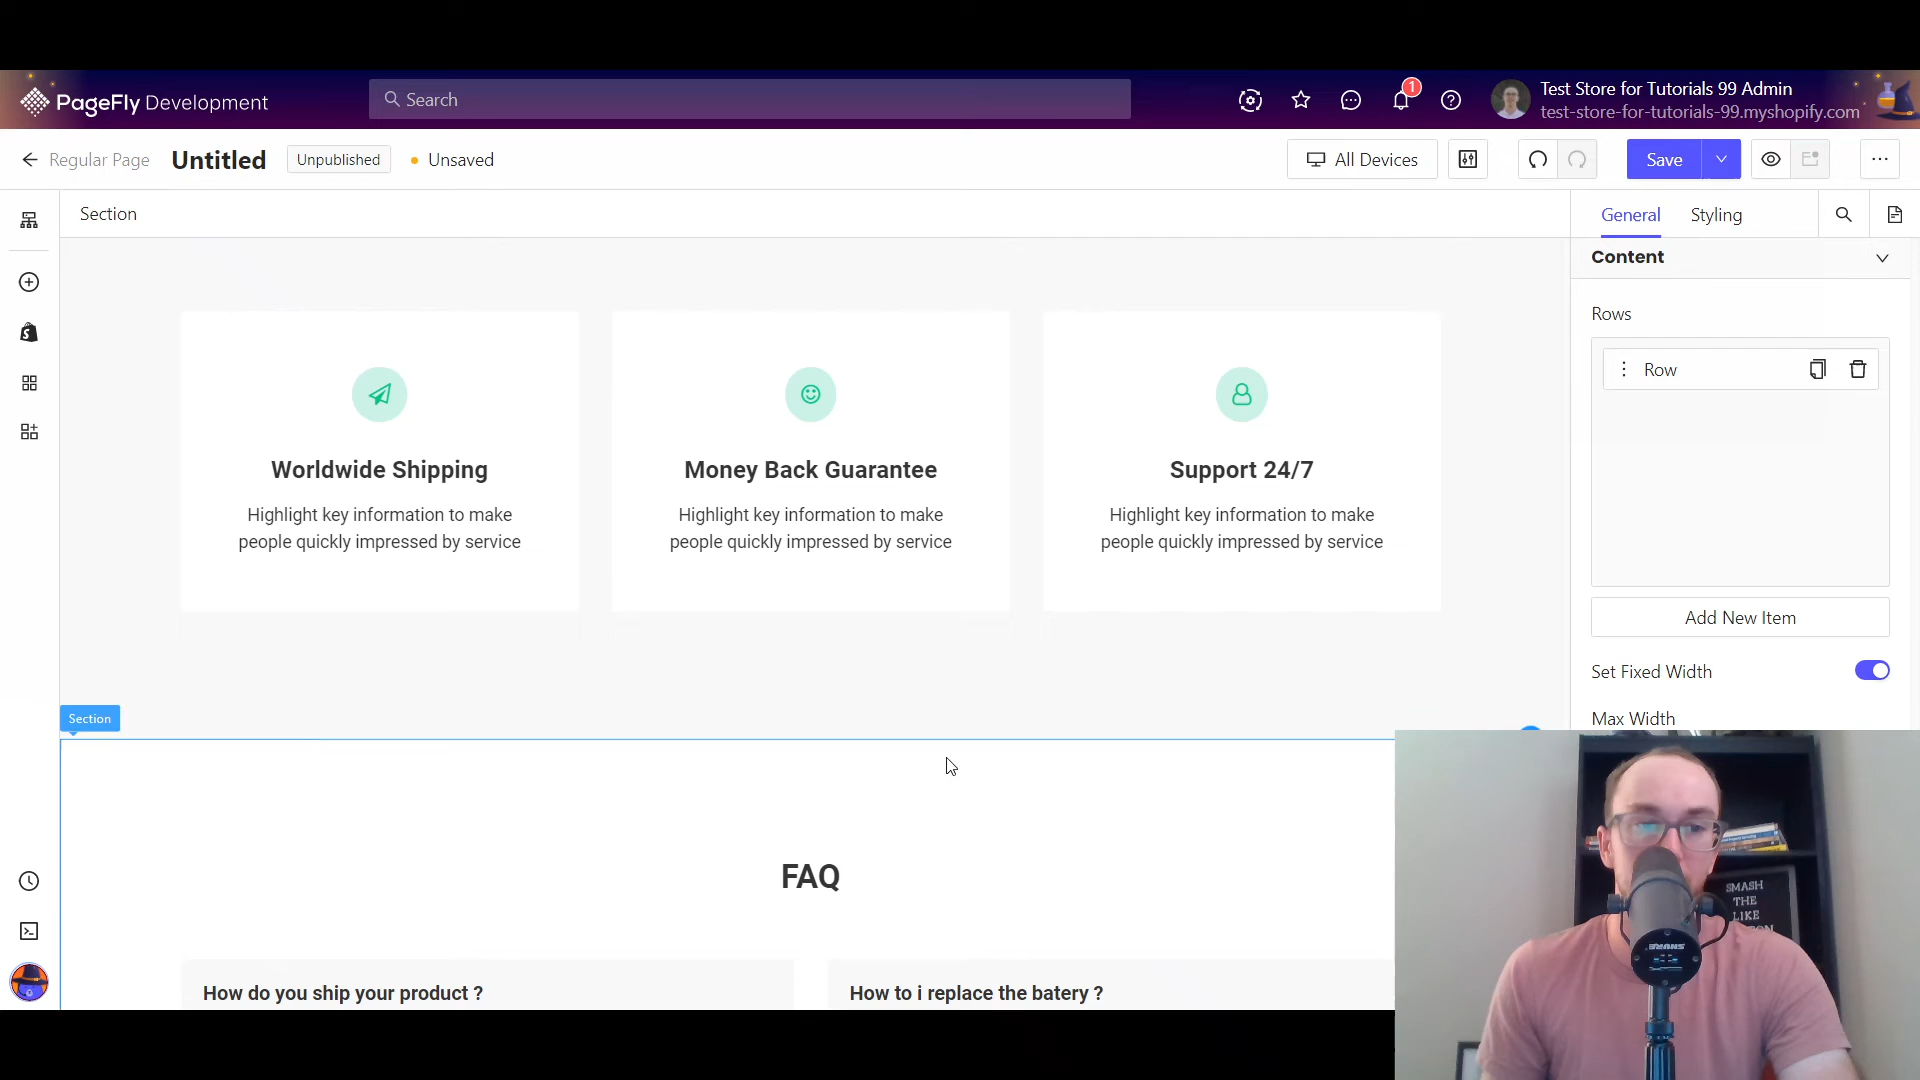 PageFly Development
Search
1
Test Store for Tutorials 99 Admin
test-store-for-tutorials-99.myshopify.com
Regular Page
Untitled
Unpublished
Unsaved
All Devices
Save
Section
General
Styling
Content
Rows
Row
Add New Item
Set Fixed Width
Max Width
Worldwide Shipping
Highlight key information to make
people quickly impressed by service
Money Back Guarantee
Highlight key information to make
people quickly impressed by service
Support 24/7
Highlight key information to make
people quickly impressed by service
Section
FAQ
How do you ship your product ?
How to i replace the batery ?
SMASH
THE
LIKE
SHURE